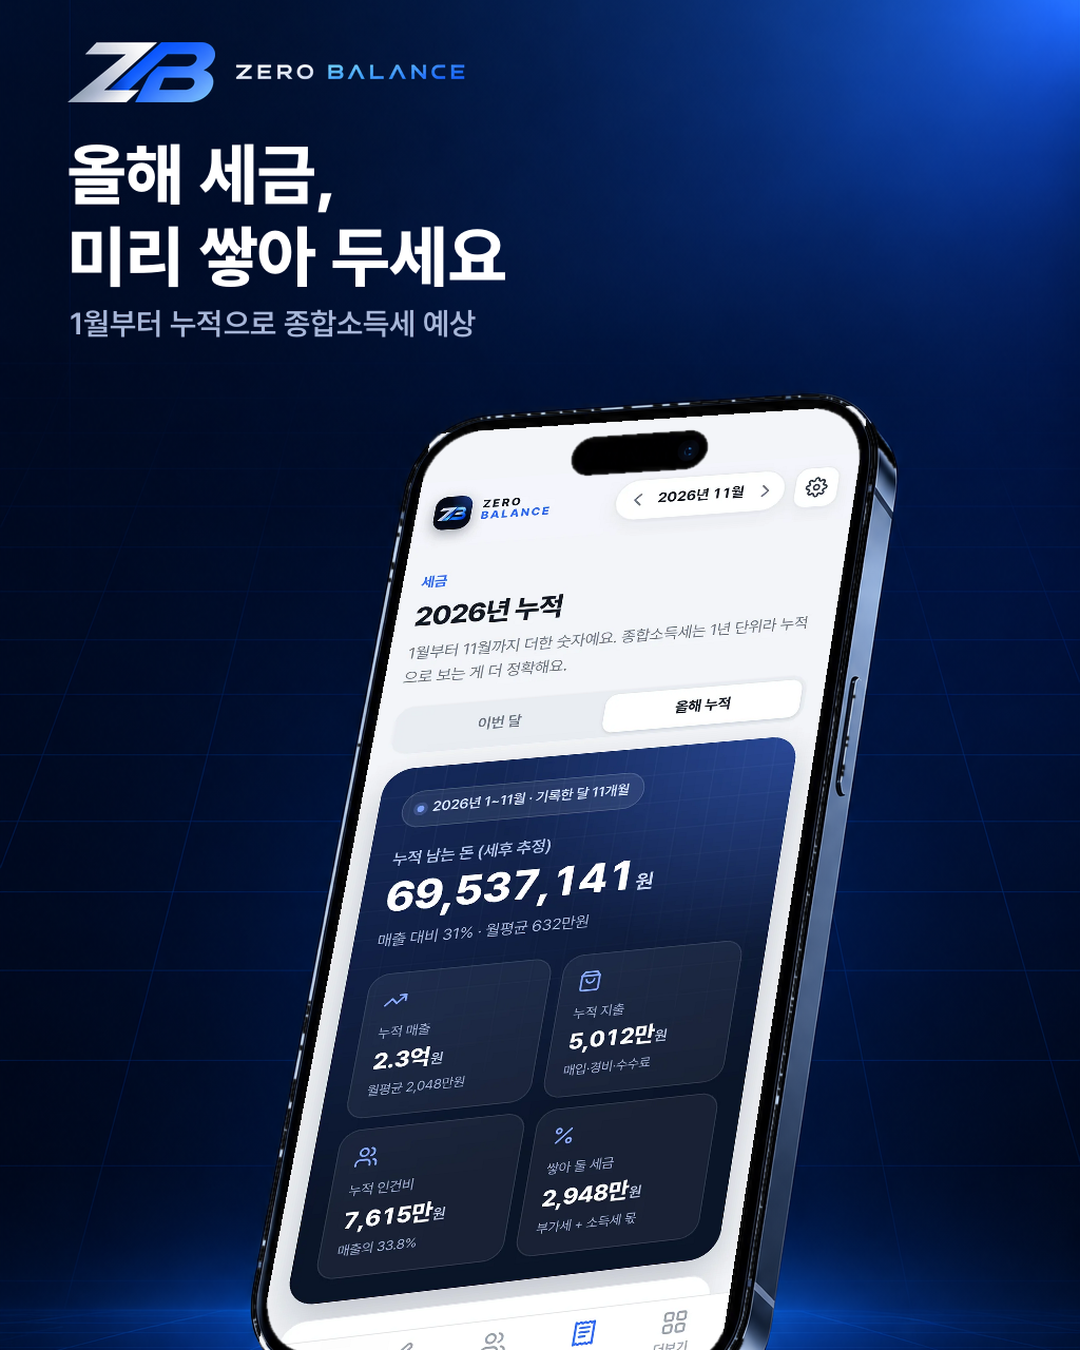 ZB ZERO BALANCE
올해 세금,
미리 쌓아 두세요
1월부터 누적으로 종합소득세 예상
ZB ZERO
BALANCE
2026년 11월
세금
2026년 누적
1월부터 11월까지 더한 숫자예요. 종합소득세는 1년 단위라 누적
으로 보는 게 더 정확해요.
이번 달
올해 누적
2026년 1~11월 · 기록한 달 11개월
누적 남는 돈 (세후 추정)
69,537,141원
매출 대비 31% · 월평균 632만원
누적 매출
2.3억원
월평균 2,048만원
누적 지출
5,012만원
매입·경비·수수료
누적 인건비
7,615만원
매출의 33.8%
쌓아 둘 세금
2,948만원
부가세 + 소득세 몫
더보기